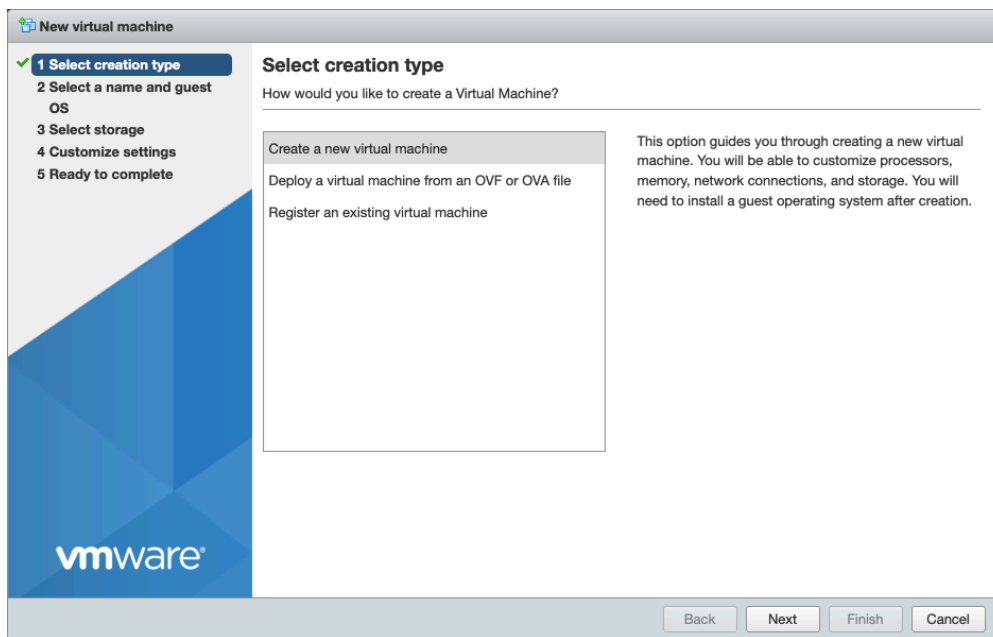 New virtual machine
1 Select creation type
2 Select a name and guest
OS
3 Select storage
4 Customize settings
5 Ready to complete
Select creation type
How would you like to create a Virtual Machine?
Create a new virtual machine
Deploy a virtual machine from an OVF or OVA file
Register an existing virtual machine
This option guides you through creating a new virtual
machine. You will be able to customize processors,
memory, network connections, and storage. You will
need to install a guest operating system after creation.
vmware®
Back
Next
Finish
Cancel